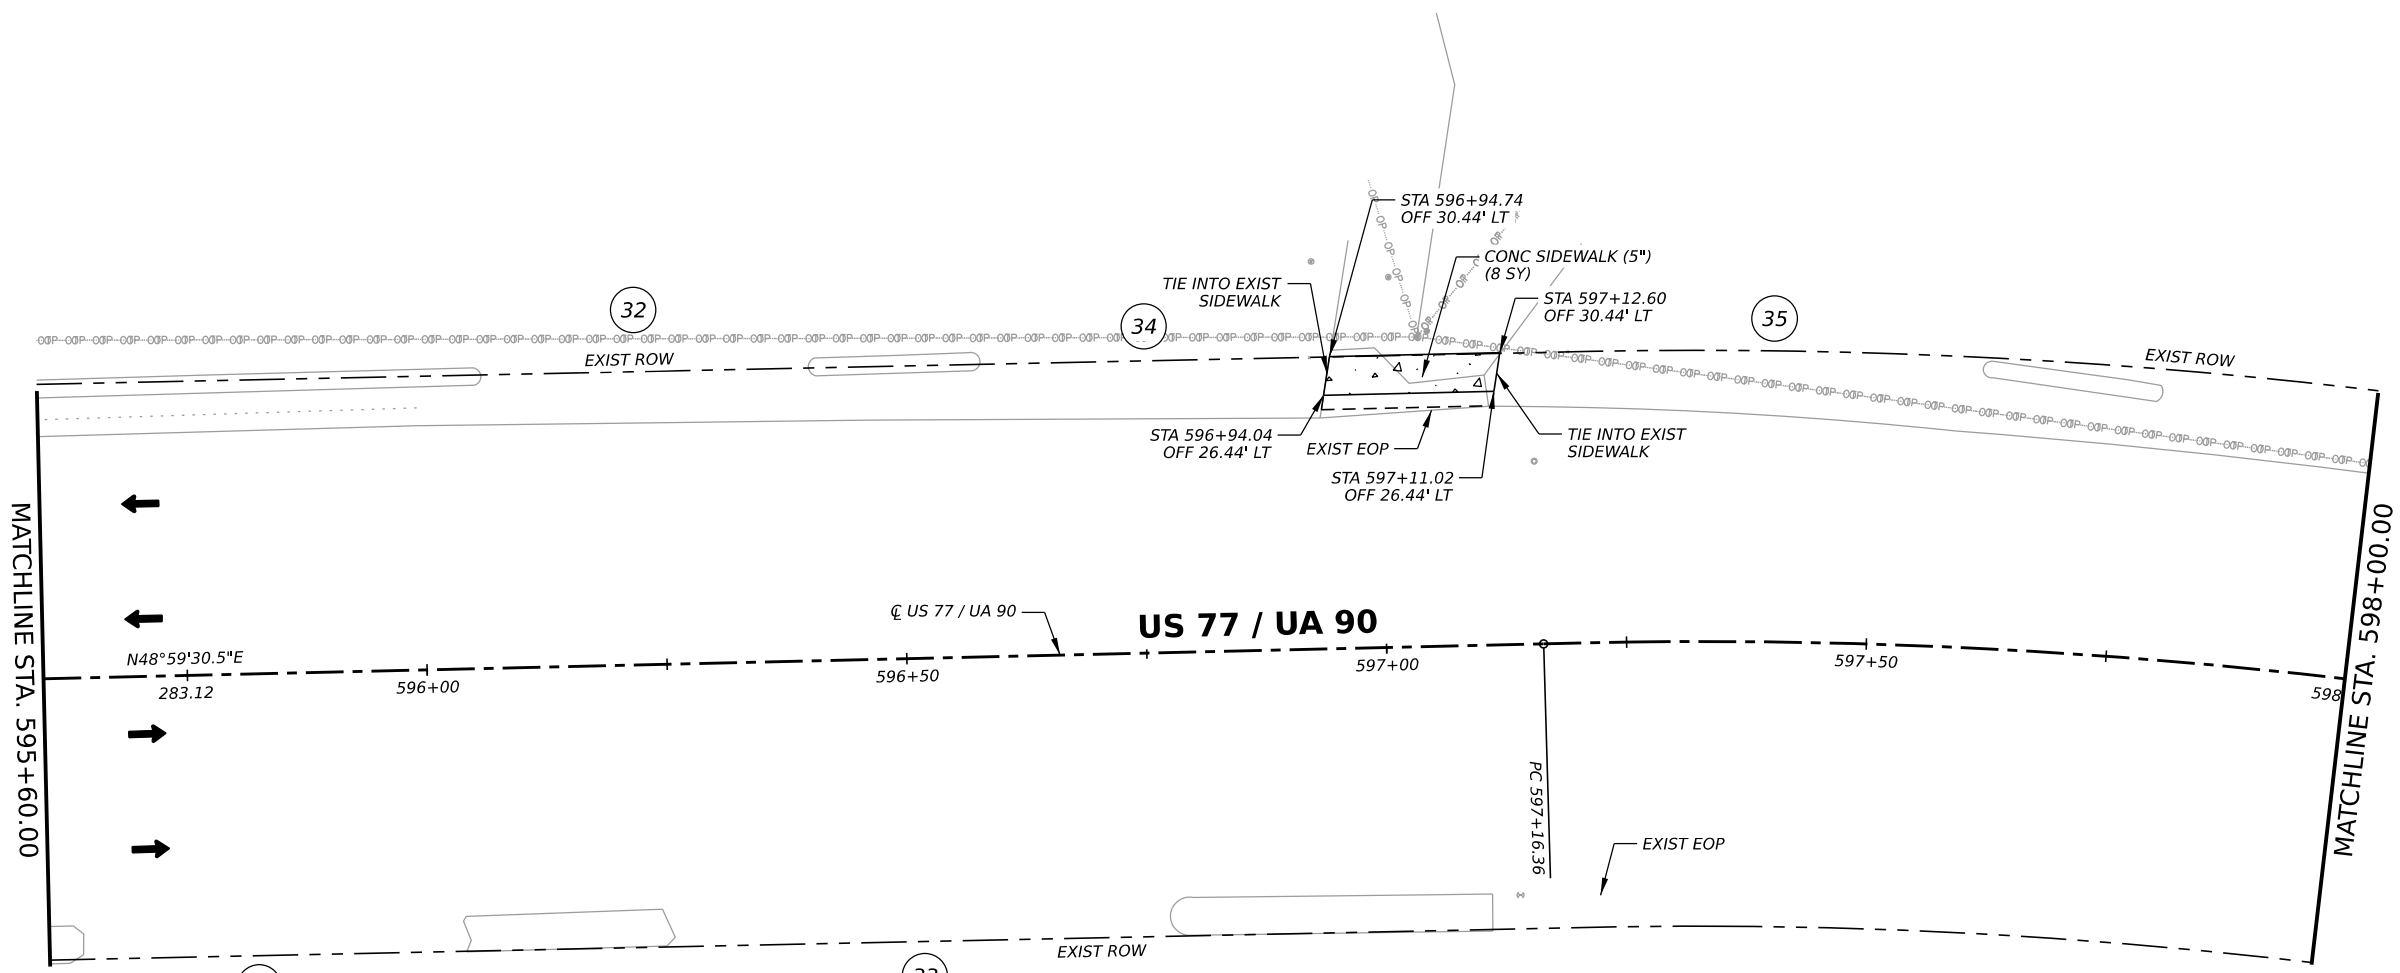 STA 596+94.74
OFF 30.44' LT
CONC SIDEWALK (5")
(8 SY)
TIE INTO EXIST
SIDEWALK
STA 597+12.60
OFF 30.44' LT
32
34
35
EXIST ROW
EXIST ROW
STA 596+94.04
OFF 26.44' LT
EXIST EOP
TIE INTO EXIST
SIDEWALK
STA 597+11.02
OFF 26.44' LT
MATCHLINE STA. 595+60.00
MATCHLINE STA. 598+00.00
℄ US 77 / UA 90
US 77 / UA 90
N48°59'30.5"E
283.12
596+00
596+50
597+00
597+50
598
PC 597+16.36
EXIST EOP
EXIST ROW